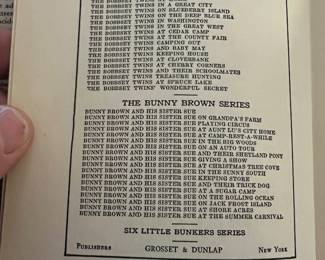 ad
teen
cide
THE BOBBSEY TWINS IN A GREAT CITY
THE BOBBSEY TWINS ON BLUEBERRY ISLAND
THE BOBBSEY TWINS ON THE DEEP BLUE SEA
THE BOBBSEY TWINS IN WASHINGTON
THE BOBBSEY TWINS IN THE GREAT WEST
THE BOBBSEY TWINS AT CEDAR CAMP
THE BOBBSEY TWINS AT THE COUNTY FAIR
THE BOBBSEY TWINS CAMPING OUT
THE BOBBSEY TWINS AND BABY MAY
THE BOBBSEY TWINS KEEPING HOUSE
THE BOBBSEY TWINS AT CLOVERBANK
THE BOBBSEY TWINS AT CHERRY CORNERS
THE BOBBSEY TWINS AND THEIR SCHOOLMATES
THE BOBBSEY TWINS TREASURE HUNTING
THE BOBBSEY TWINS AT SPRUCE LAKE
THE BOBBSEY TWINS' WONDERFUL SECRET
THE BUNNY BROWN SERIES
BUNNY BROWN AND HIS SISTER SUE
BUNNY BROWN AND HIS SISTER SUE ON GRANDPA'S FARM
BUNNY BROWN AND HIS SISTER SUE PLAYING CIRCUS
BUNNY BROWN AND HIS SISTER SUE AT AUNT LU'S CITY HOME
BUNNY BROWN AND HIS SISTER SUE AT CAMP-REST-A-WHILE
BUNNY BROWN AND HIS SISTER SUE IN THE BIG WOODS
BUNNY BROWN AND HIS SISTER SUE ON AN AUTO TOUR
BUNNY BROWN AND HIS SISTER SUE AND THEIR SHETLAND PONY
BUNNY BROWN AND HIS SISTER SUE GIVING A SHOW
BUNNY BROWN AND HIS SISTER SUE AT CHRISTMAS TREE COVE
BUNNY BROWN AND HIS SISTER SUE IN THE SUNNY SOUTH
BUNNY BROWN AND HIS SISTER SUE KEEPING STORE
BUNNY BROWN AND HIS SISTER SUE AND THEIR TRICK DOG
BUNNY BROWN AND HIS SISTER SUE AT A SUGAR CAMP
BUNNY BROWN AND HIS SISTER SUE ON THE ROLLING OCEAN
BUNNY BROWN AND HIS SISTER SUE ON JACK FROST ISLAND
BUNNY BROWN AND HIS SISTER SUE AT SHORE ACRES
BUNNY BROWN AND HIS SISTER SUE AT THE SUMMER CARNIVAL
SIX LITTLE BUNKERS SERIES
Publishers GROSSET & DUNLAP New York